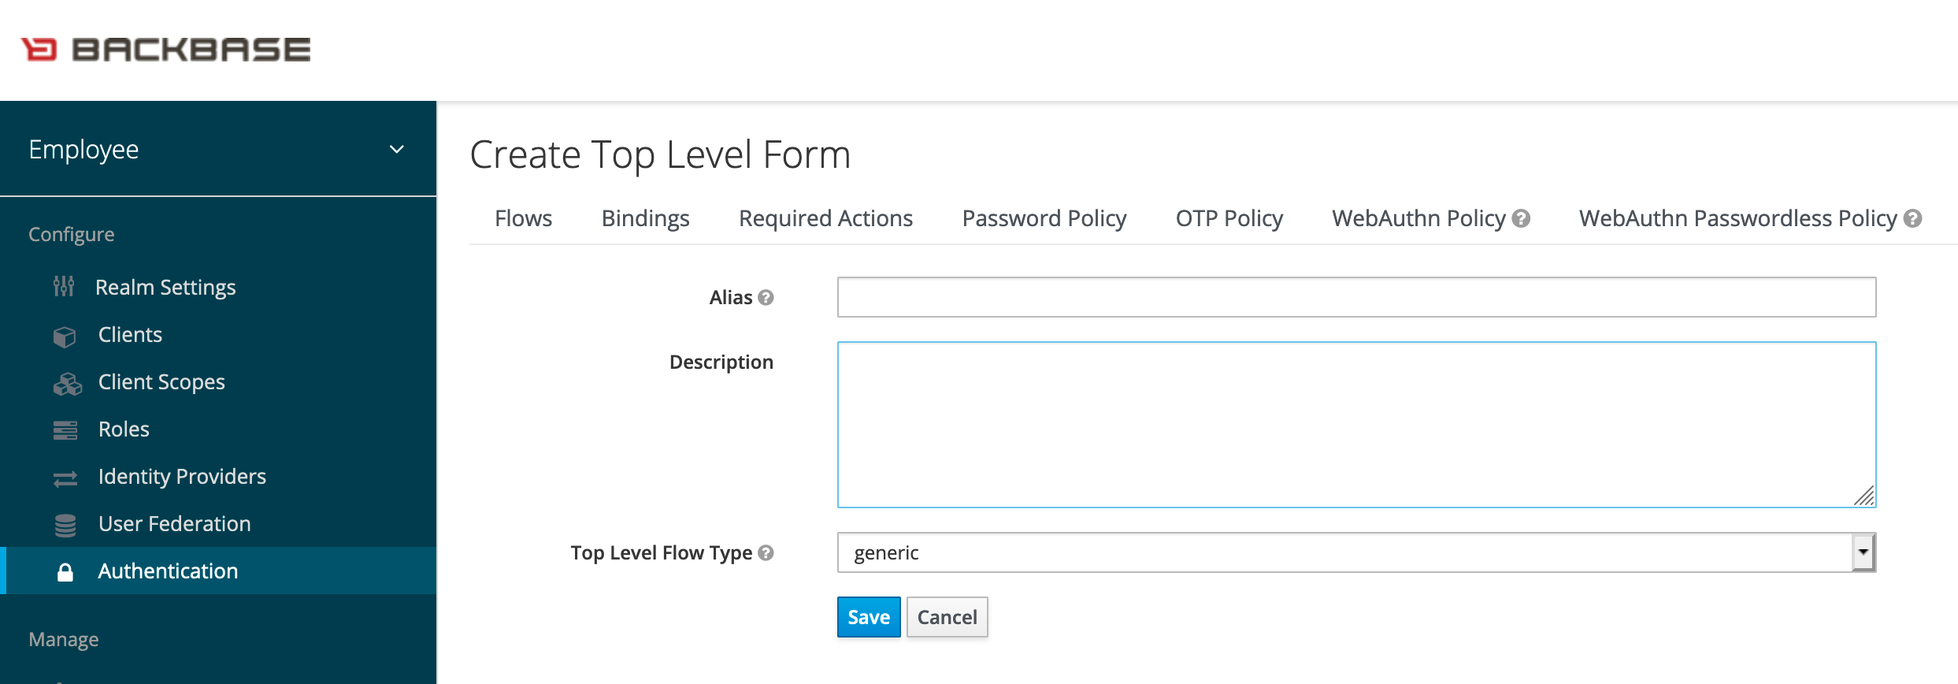 BACKBASE
Employee
Configure
Realm Settings
Clients
Client Scopes
Roles
Identity Providers
User Federation
Authentication
Manage
Create Top Level Form
Flows Bindings Required Actions Password Policy OTP Policy WebAuthn Policy ? WebAuthn Passwordless Policy ?
Alias ?
Description
Top Level Flow Type ? generic
Save Cancel